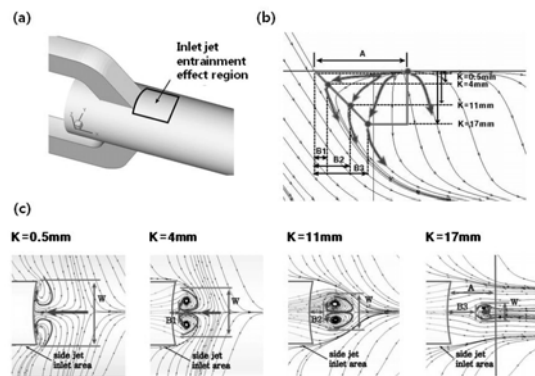 (a)
Inlet jet
entrainment
effect region
(b)
A
K=0.5mm
K=4mm
K=11mm
K=17mm
B1
B2
B3
(c)
K=0.5mm
K=4mm
K=11mm
K=17mm
W
B1
W
B2
W
A
B3
W
side jet
inlet area
side jet
inlet area
side jet
inlet area
side jet
inlet area